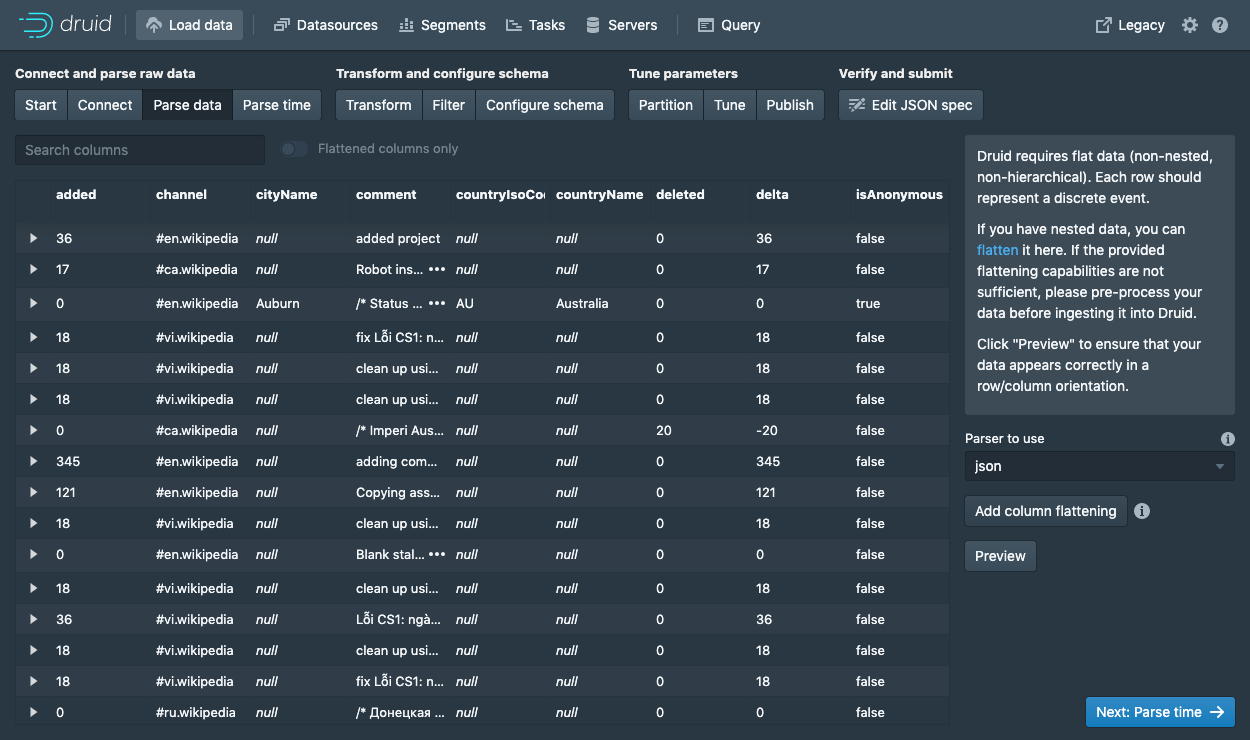 druid Load data Datasources Segments Tasks Servers Query Legacy
Connect and parse raw data Transform and configure schema Tune parameters Verify and submit
Start Connect Parse data Parse time Transform Filter Configure schema Partition Tune Publish Edit JSON spec
Search columns Flattened columns only
added channel cityName comment countryIsoCo countryName deleted delta isAnonymous
36 #en.wikipedia null added project null null 0 36 false
17 #ca.wikipedia null Robot ins... ••• null null 0 17 false
0 #en.wikipedia Auburn /* Status ... ••• AU Australia 0 0 true
18 #vi.wikipedia null fix Lỗi CS1: n... null null 0 18 false
18 #vi.wikipedia null clean up usi... null null 0 18 false
18 #vi.wikipedia null clean up usi... null null 0 18 false
0 #ca.wikipedia null /* Imperi Aus... null null 20 -20 false
345 #en.wikipedia null adding com... null null 0 345 false
121 #en.wikipedia null Copying ass... null null 0 121 false
18 #vi.wikipedia null clean up usi... null null 0 18 false
0 #en.wikipedia null Blank stal... ••• null null 0 0 false
18 #vi.wikipedia null clean up usi... null null 0 18 false
36 #vi.wikipedia null Lỗi CS1: ngà... null null 0 36 false
18 #vi.wikipedia null clean up usi... null null 0 18 false
18 #vi.wikipedia null fix Lỗi CS1: n... null null 0 18 false
0 #ru.wikipedia null /* Донецкая ... null null 0 0 false
Druid requires flat data (non-nested,
non-hierarchical). Each row should
represent a discrete event.
If you have nested data, you can
flatten it here. If the provided
flattening capabilities are not
sufficient, please pre-process your
data before ingesting it into Druid.
Click "Preview" to ensure that your
data appears correctly in a
row/column orientation.
Parser to use
json
Add column flattening
Preview
Next: Parse time